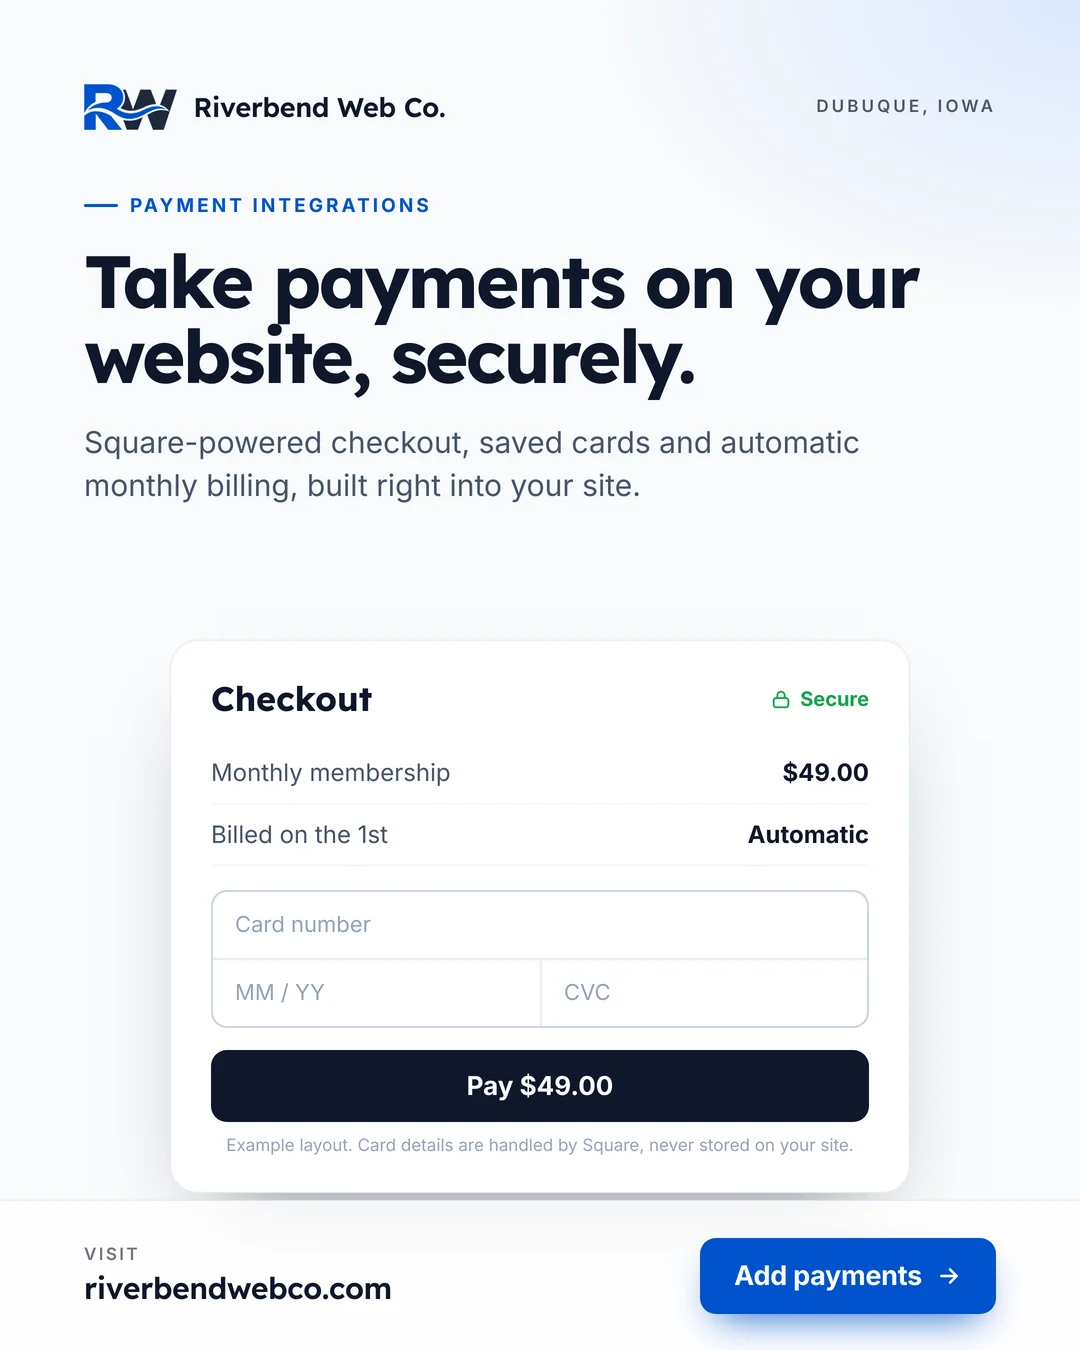 RW Riverbend Web Co.
DUBUQUE, IOWA
PAYMENT INTEGRATIONS
Take payments on your
website, securely.
Square-powered checkout, saved cards and automatic
monthly billing, built right into your site.
Checkout
Secure
Monthly membership
$49.00
Billed on the 1st
Automatic
Card number
MM / YY
CVC
Pay $49.00
Example layout. Card details are handled by Square, never stored on your site.
VISIT
riverbendwebco.com
Add payments →